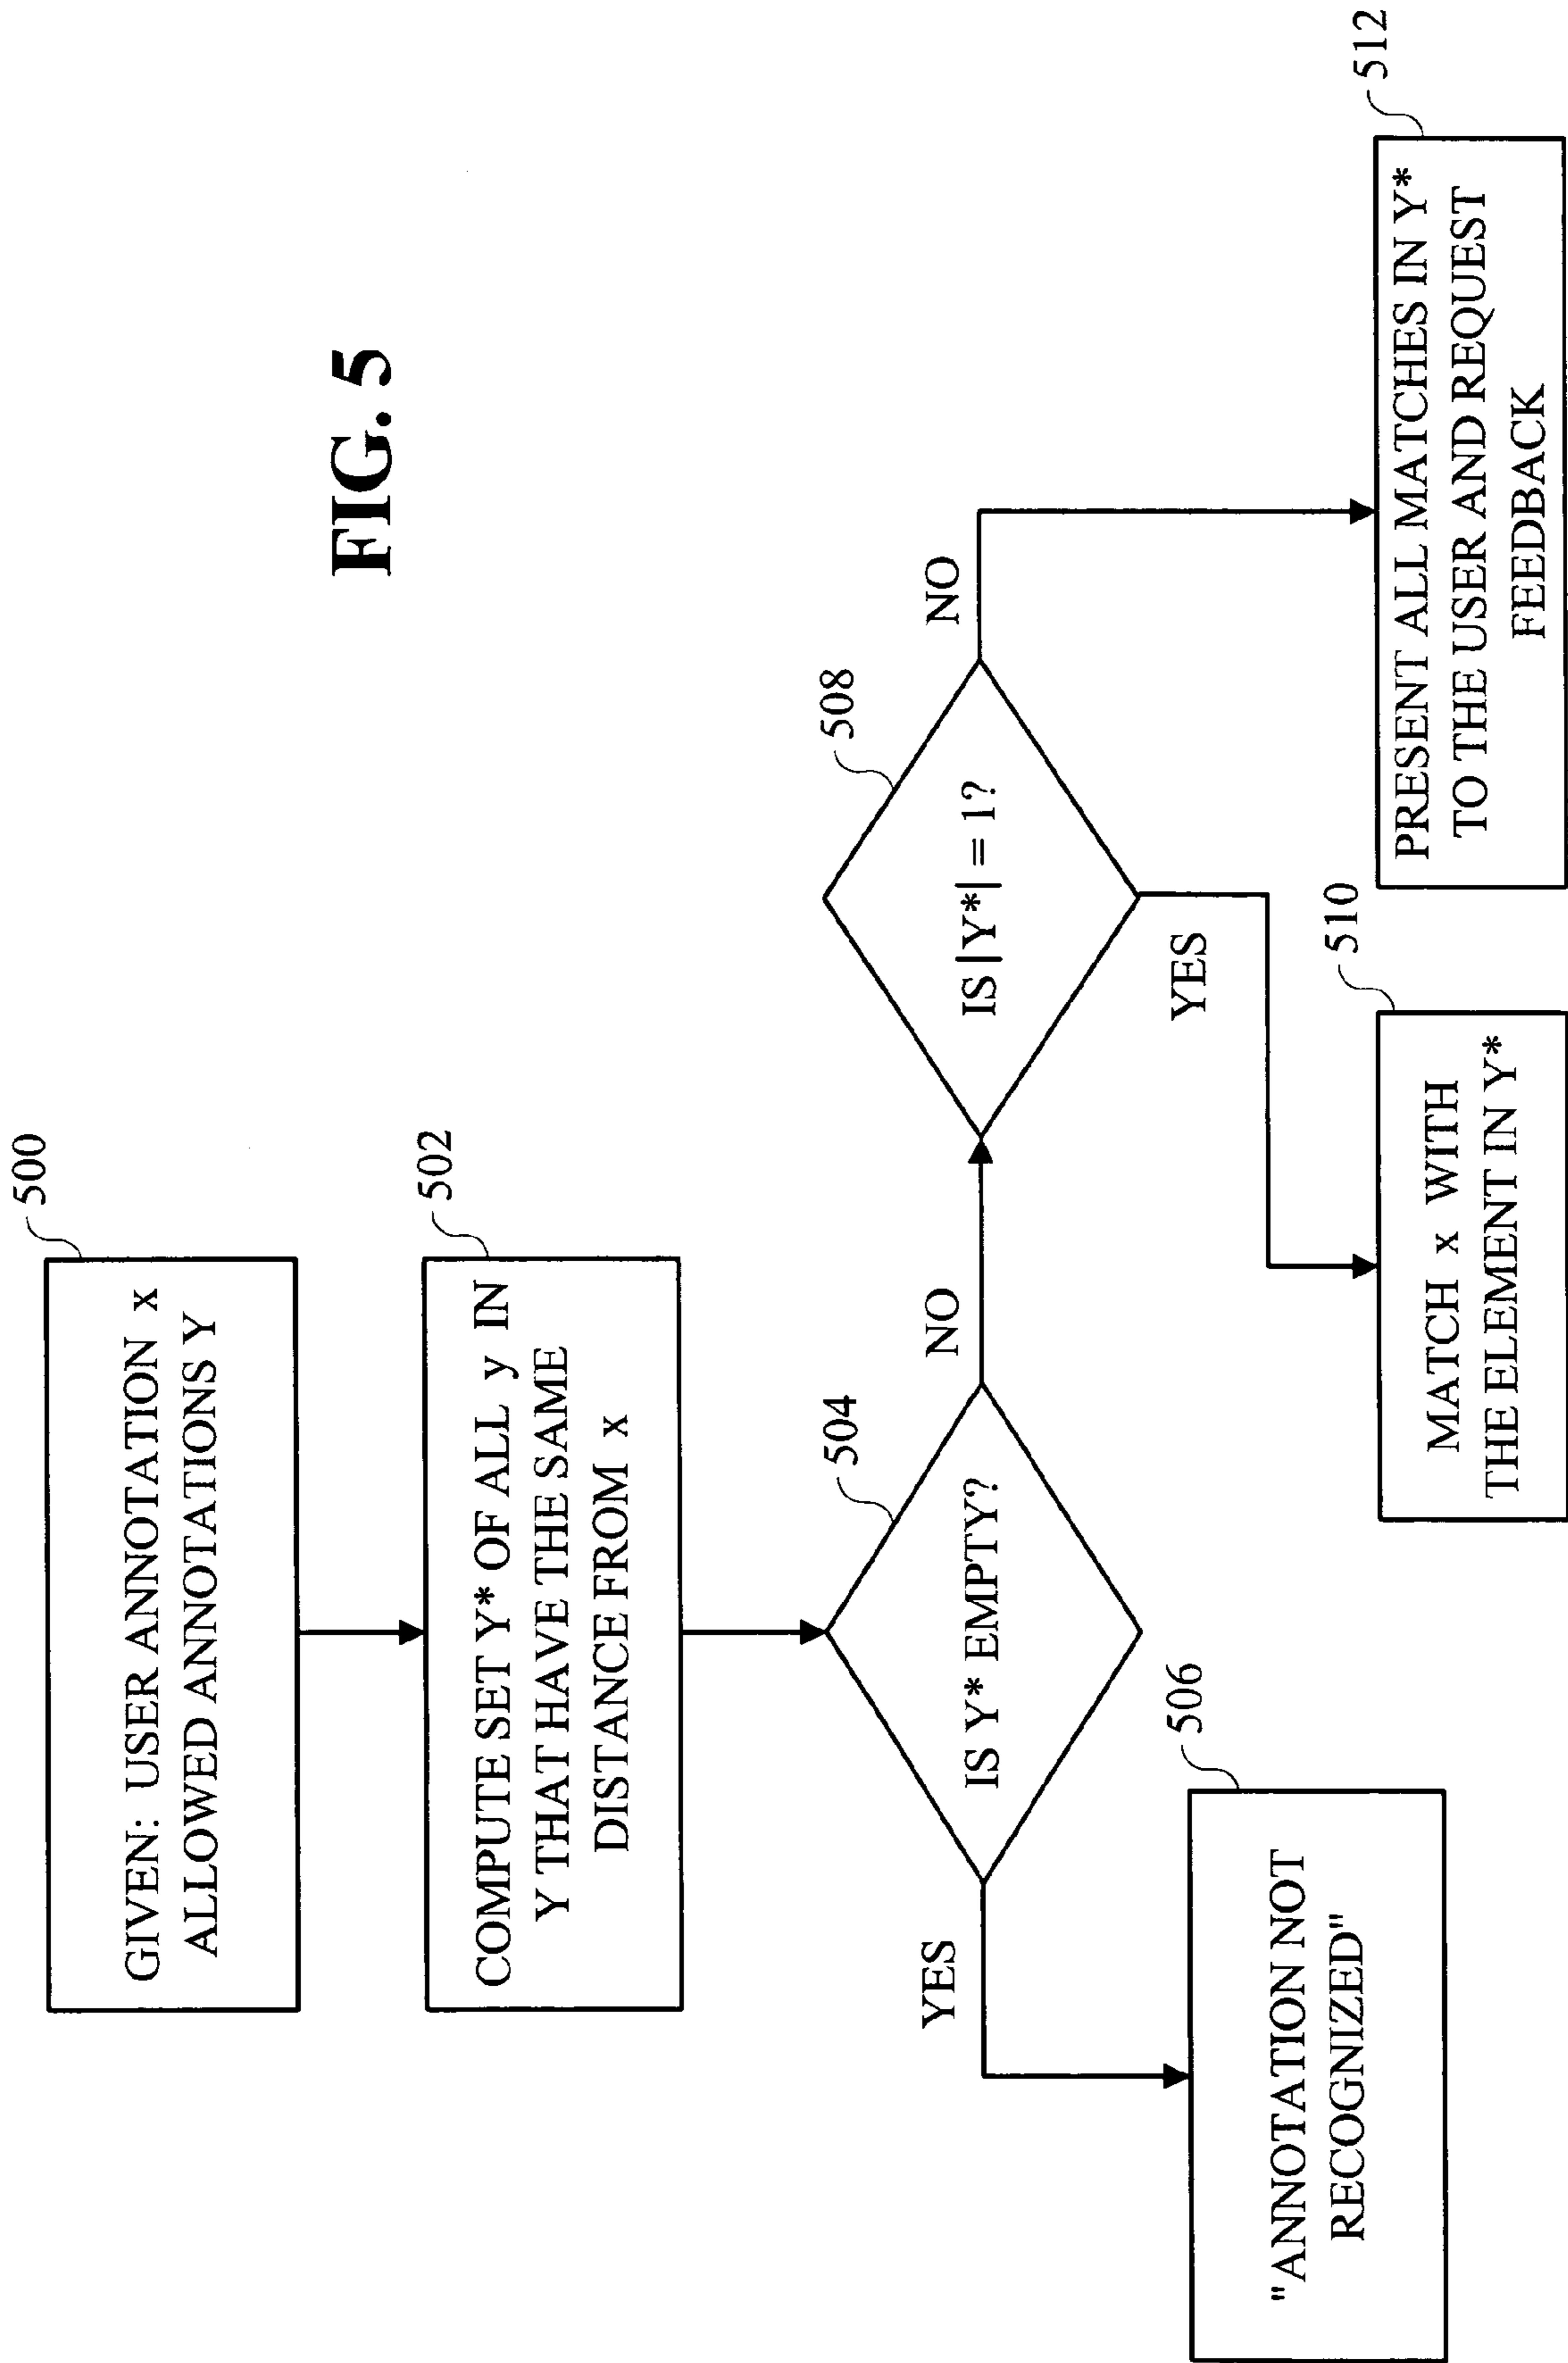 FIG. 5
500
GIVEN: USER ANNOTATION x
ALLOWED ANNOTATIONS Y
502
COMPUTE SET Y* OF ALL y IN
Y THAT HAVE THE SAME
DISTANCE FROM x
504
IS Y* EMPTY?
YES
NO
506
"ANNOTATION NOT
RECOGNIZED"
508
IS |Y*| = 1?
YES
NO
510
MATCH x WITH
THE ELEMENT IN Y*
512
PRESENT ALL MATCHES IN Y*
TO THE USER AND REQUEST
FEEDBACK